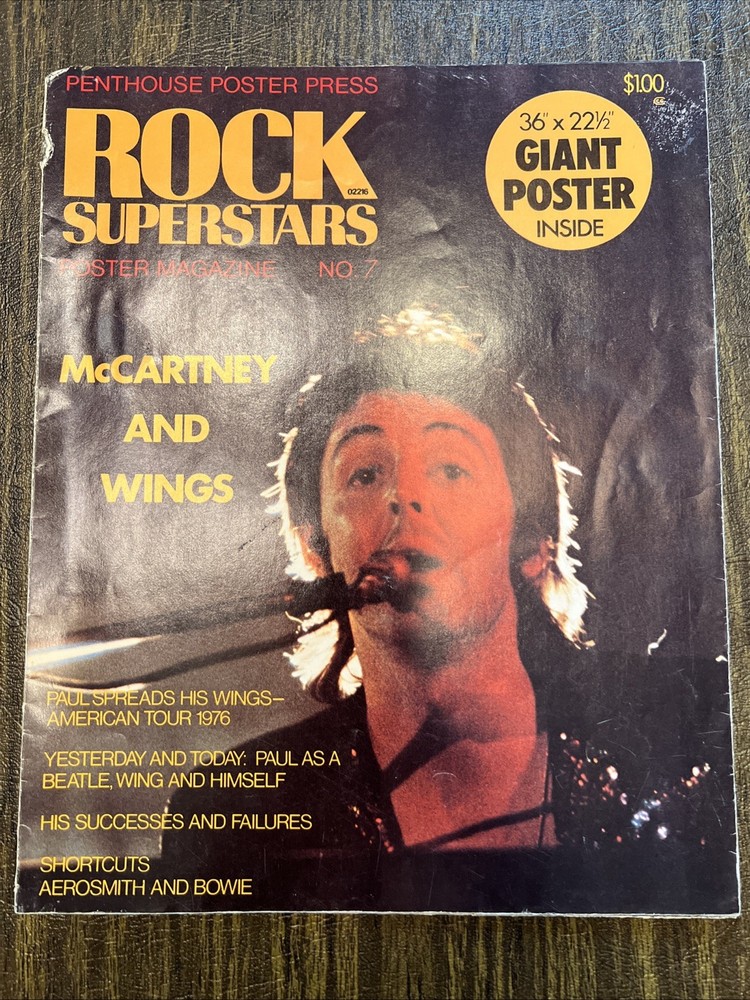 PENTHOUSE POSTER PRESS
$1.00
ROCK
02216
SUPERSTARS
POSTER MAGAZINE NO 7
36" x 22½"
GIANT
POSTER
INSIDE
McCARTNEY
AND
WINGS
PAUL SPREADS HIS WINGS–
AMERICAN TOUR 1976
YESTERDAY AND TODAY: PAUL AS A
BEATLE, WING AND HIMSELF
HIS SUCCESSES AND FAILURES
SHORTCUTS
AEROSMITH AND BOWIE